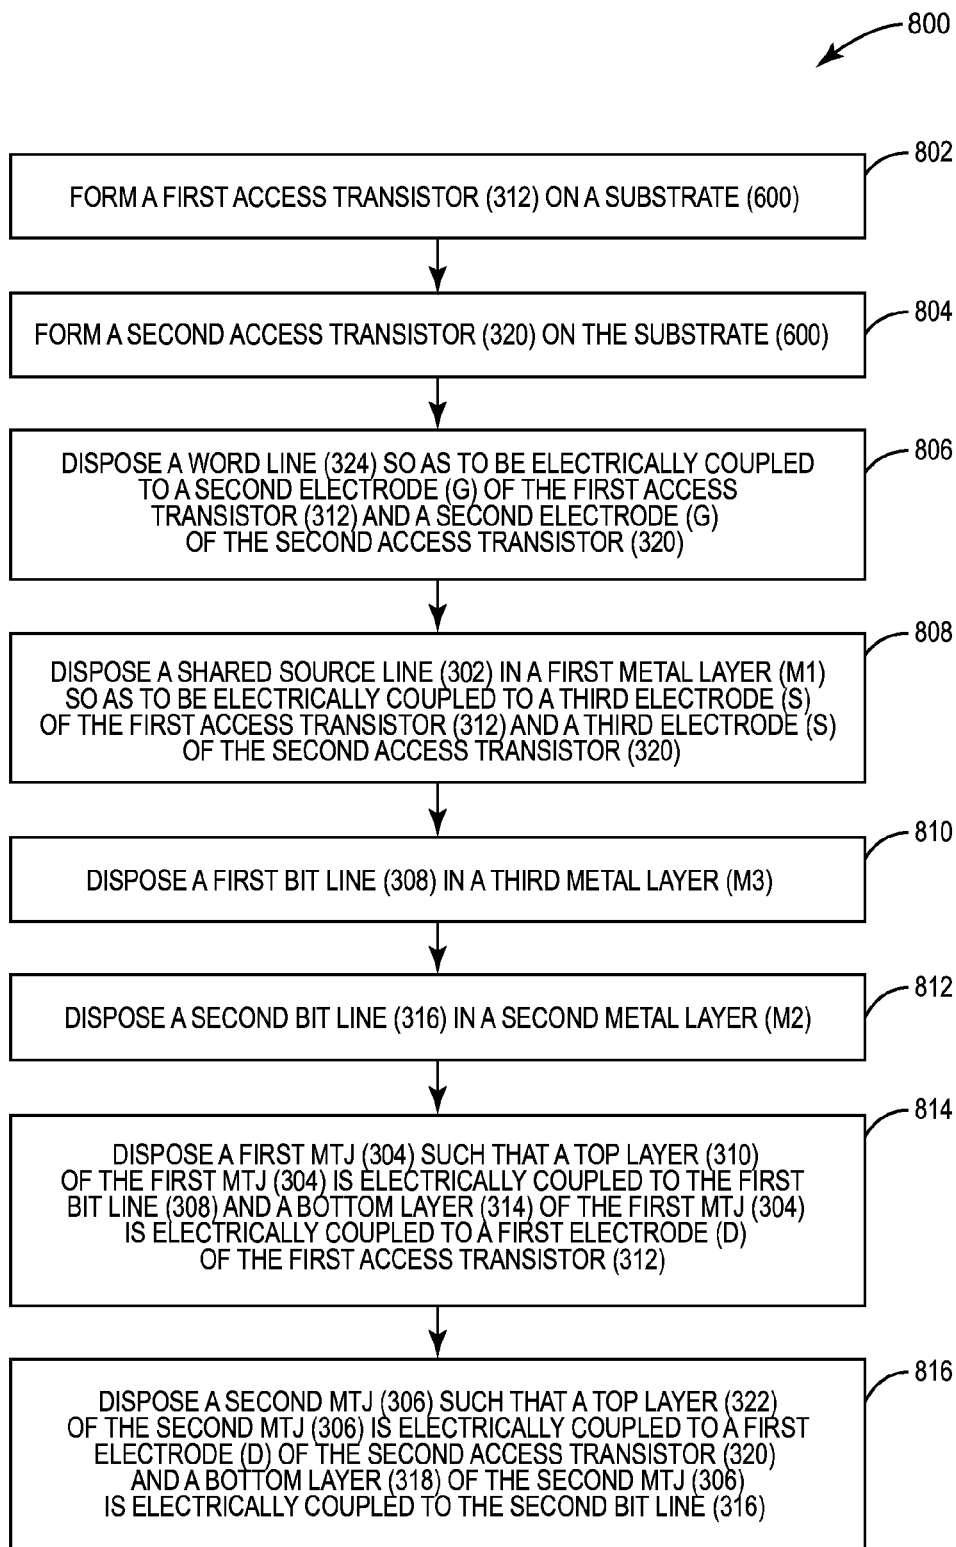 800
802
FORM A FIRST ACCESS TRANSISTOR (312) ON A SUBSTRATE (600)
804
FORM A SECOND ACCESS TRANSISTOR (320) ON THE SUBSTRATE (600)
806
DISPOSE A WORD LINE (324) SO AS TO BE ELECTRICALLY COUPLED
TO A SECOND ELECTRODE (G) OF THE FIRST ACCESS
TRANSISTOR (312) AND A SECOND ELECTRODE (G)
OF THE SECOND ACCESS TRANSISTOR (320)
808
DISPOSE A SHARED SOURCE LINE (302) IN A FIRST METAL LAYER (M1)
SO AS TO BE ELECTRICALLY COUPLED TO A THIRD ELECTRODE (S)
OF THE FIRST ACCESS TRANSISTOR (312) AND A THIRD ELECTRODE (S)
OF THE SECOND ACCESS TRANSISTOR (320)
810
DISPOSE A FIRST BIT LINE (308) IN A THIRD METAL LAYER (M3)
812
DISPOSE A SECOND BIT LINE (316) IN A SECOND METAL LAYER (M2)
814
DISPOSE A FIRST MTJ (304) SUCH THAT A TOP LAYER (310)
OF THE FIRST MTJ (304) IS ELECTRICALLY COUPLED TO THE FIRST
BIT LINE (308) AND A BOTTOM LAYER (314) OF THE FIRST MTJ (304)
IS ELECTRICALLY COUPLED TO A FIRST ELECTRODE (D)
OF THE FIRST ACCESS TRANSISTOR (312)
816
DISPOSE A SECOND MTJ (306) SUCH THAT A TOP LAYER (322)
OF THE SECOND MTJ (306) IS ELECTRICALLY COUPLED TO A FIRST
ELECTRODE (D) OF THE SECOND ACCESS TRANSISTOR (320)
AND A BOTTOM LAYER (318) OF THE SECOND MTJ (306)
IS ELECTRICALLY COUPLED TO THE SECOND BIT LINE (316)